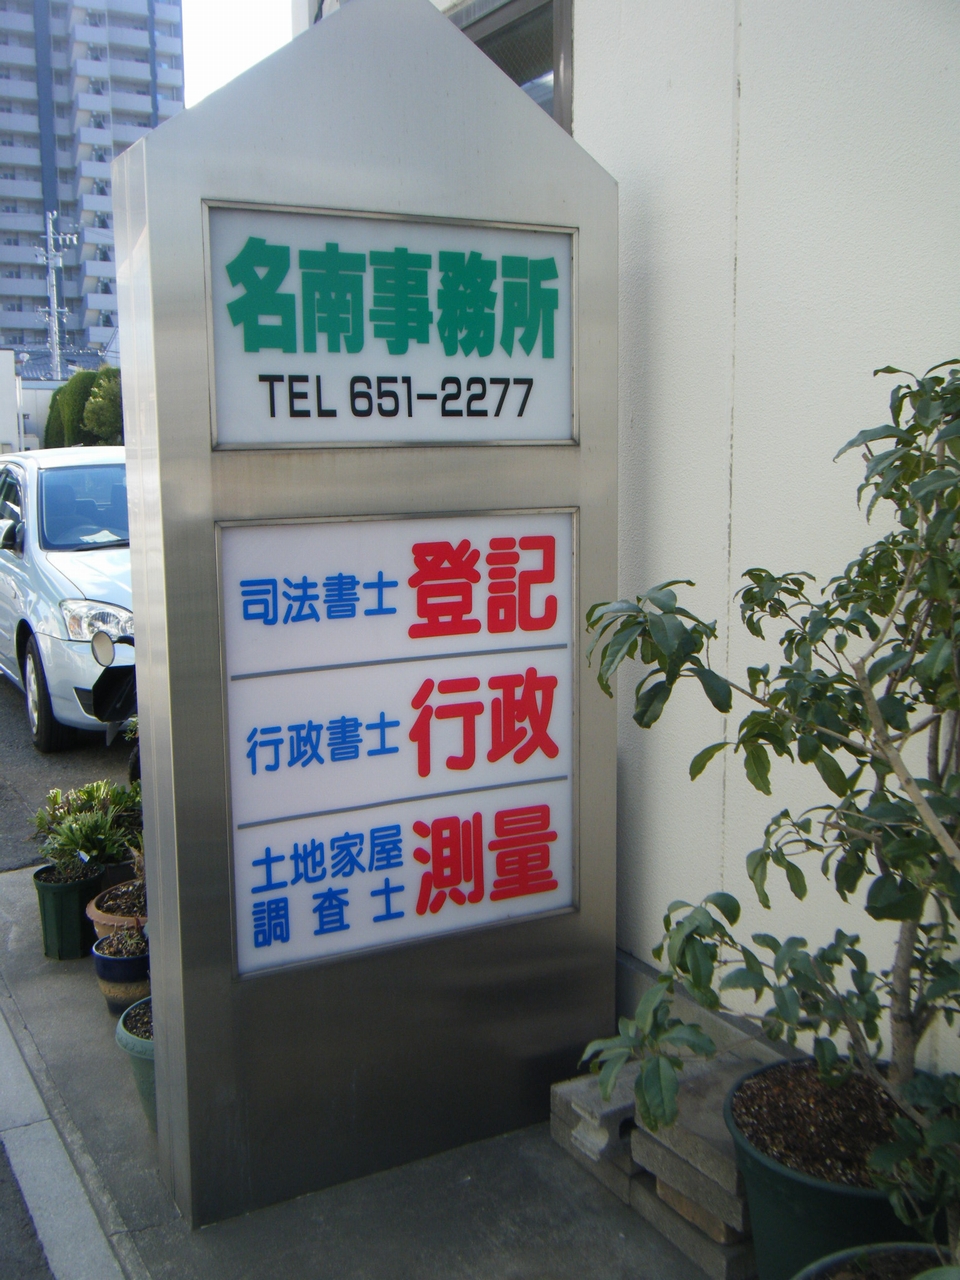 名南事務所
TEL 651-2277
司法書士 登記
行政書士 行政
土地家屋調査士 測量